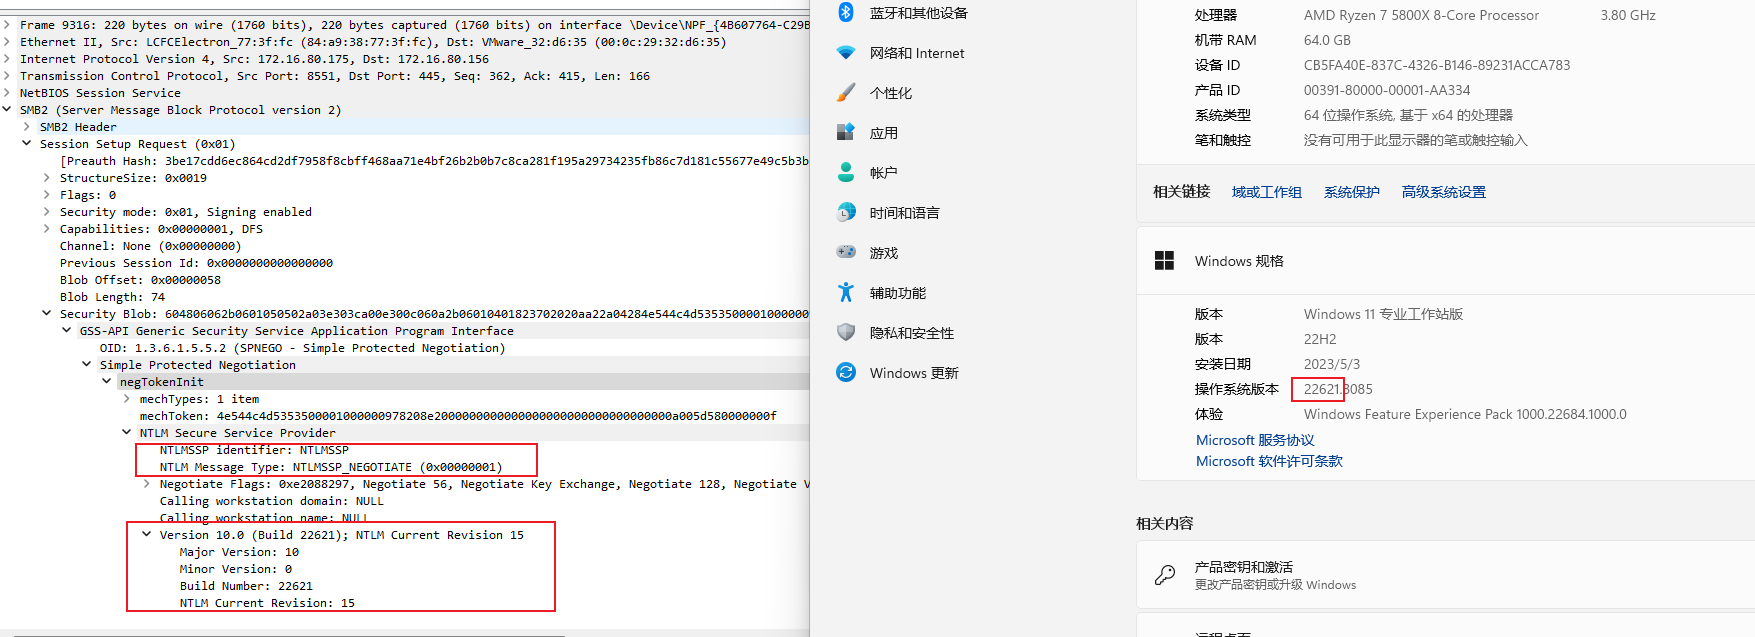 Frame 9316: 220 bytes on wire (1760 bits), 220 bytes captured (1760 bits) on interface \Device\NPF_{4B607764-C29B
Ethernet II, Src: LCFCElectron_77:3f:fc (84:a9:38:77:3f:fc), Dst: VMware_32:d6:35 (00:0c:29:32:d6:35)
Internet Protocol Version 4, Src: 172.16.80.175, Dst: 172.16.80.156
Transmission Control Protocol, Src Port: 8551, Dst Port: 445, Seq: 362, Ack: 415, Len: 166
NetBIOS Session Service
SMB2 (Server Message Block Protocol version 2)
SMB2 Header
Session Setup Request (0x01)
[Preauth Hash: 3be17cdd6ec864cd2df7958f8cbff468aa71e4bf26b2b0b7c8ca281f195a29734235fb86c7d181c55677e49c5b3b
StructureSize: 0x0019
Flags: 0
Security mode: 0x01, Signing enabled
Capabilities: 0x00000001, DFS
Channel: None (0x00000000)
Previous Session Id: 0x0000000000000000
Blob Offset: 0x00000058
Blob Length: 74
Security Blob: 604806062b0601050502a03e303ca00e300c060a2b06010401823702020aa22a04284e544c4d5353500001000000
GSS-API Generic Security Service Application Program Interface
OID: 1.3.6.1.5.5.2 (SPNEGO - Simple Protected Negotiation)
Simple Protected Negotiation
negTokenInit
mechTypes: 1 item
mechToken: 4e544c4d5353500001000000978208e2000000000000000000000000000000000a005d580000000f
NTLM Secure Service Provider
NTLMSSP identifier: NTLMSSP
NTLM Message Type: NTLMSSP_NEGOTIATE (0x00000001)
Negotiate Flags: 0xe2088297, Negotiate 56, Negotiate Key Exchange, Negotiate 128, Negotiate V
Calling workstation domain: NULL
Calling workstation name: NULL
Version 10.0 (Build 22621); NTLM Current Revision 15
Major Version: 10
Minor Version: 0
Build Number: 22621
NTLM Current Revision: 15
蓝牙和其他设备
网络和 Internet
个性化
应用
帐户
时间和语言
游戏
辅助功能
隐私和安全性
Windows 更新
处理器 AMD Ryzen 7 5800X 8-Core Processor 3.80 GHz
机带 RAM 64.0 GB
设备 ID CB5FA40E-837C-4326-B146-89231ACCA783
产品 ID 00391-80000-00001-AA334
系统类型 64 位操作系统, 基于 x64 的处理器
笔和触控 没有可用于此显示器的笔或触控输入
相关链接 域或工作组 系统保护 高级系统设置
Windows 规格
版本 Windows 11 专业工作站版
版本 22H2
安装日期 2023/5/3
操作系统版本 22621.3085
体验 Windows Feature Experience Pack 1000.22684.1000.0
Microsoft 服务协议
Microsoft 软件许可条款
相关内容
产品密钥和激活
更改产品密钥或升级 Windows